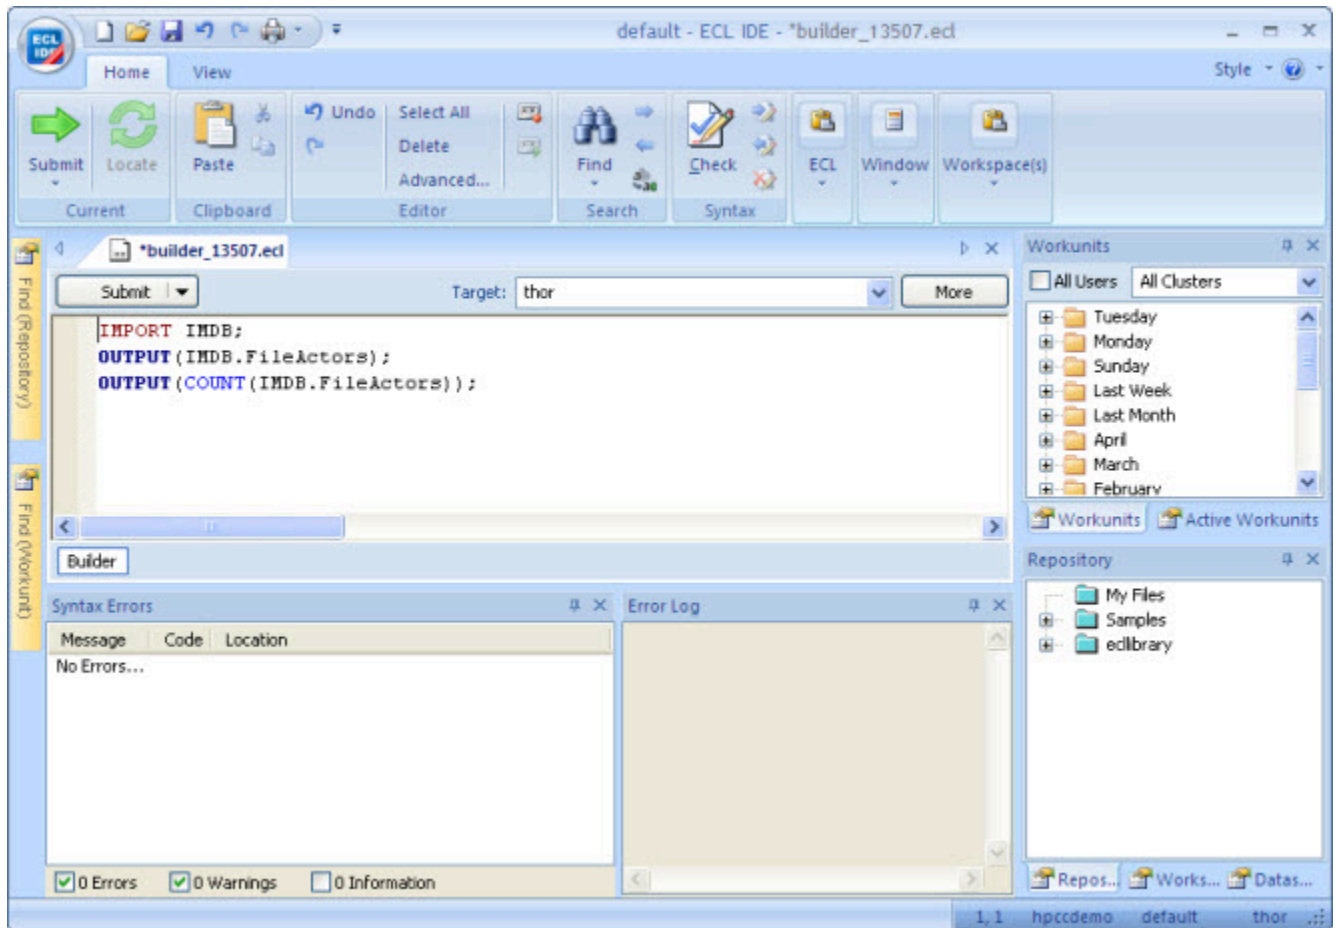 ECL IDE
default - ECL IDE - *builder_13507.ecl
Home View Style
Submit Locate Paste Undo Select All Delete Advanced... Find Check ECL Window Workspace(s)
Current Clipboard Editor Search Syntax
Find (Repository)
Find (Workunit)
*builder_13507.ecl
Submit Target: thor More
IMPORT IMDB;
OUTPUT(IMDB.FileActors);
OUTPUT(COUNT(IMDB.FileActors));
Builder
Syntax Errors
Message Code Location
No Errors...
0 Errors 0 Warnings 0 Information
Error Log
Workunits
All Users All Clusters
Tuesday
Monday
Sunday
Last Week
Last Month
April
March
February
Workunits Active Workunits
Repository
My Files
Samples
eclibrary
Repos... Works... Datas...
1, 1 hpccdemo default thor